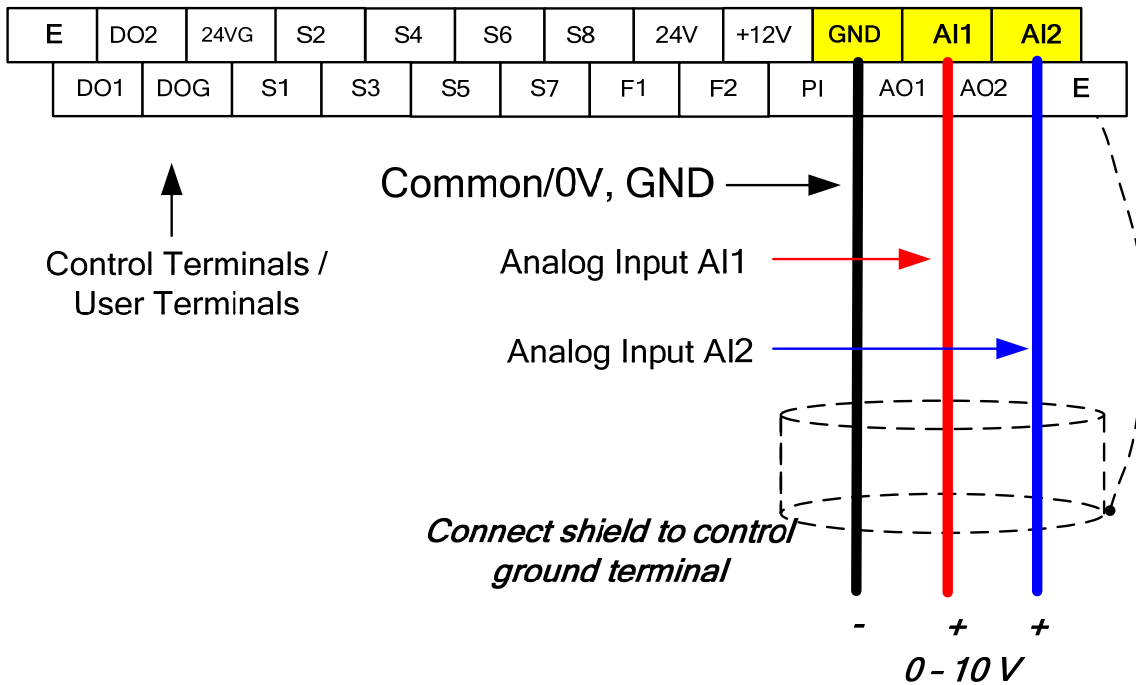 E DO2 24VG S2 S4 S6 S8 24V +12V GND AI1 AI2
DO1 DOG S1 S3 S5 S7 F1 F2 PI AO1 AO2 E
Common/0V, GND
Control Terminals /
User Terminals
Analog Input AI1
Analog Input AI2
Connect shield to control
ground terminal
- + +
0 – 10 V